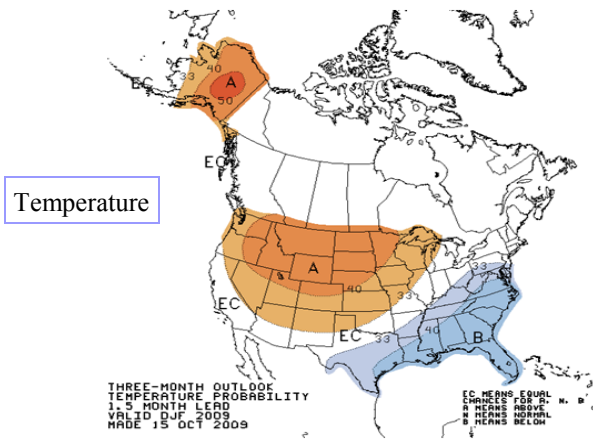 40
33
A
EC
50
EC
Temperature
A
33
40
EC
33
EC
40
33
B
THREE-MONTH OUTLOOK
TEMPERATURE PROBABILITY
1.5 MONTH LEAD
VALID DJF 2009
MADE 15 OCT 2009
EC MEANS EQUAL
CHANCES FOR A, N, B
A MEANS ABOVE
N MEANS NORMAL
B MEANS BELOW